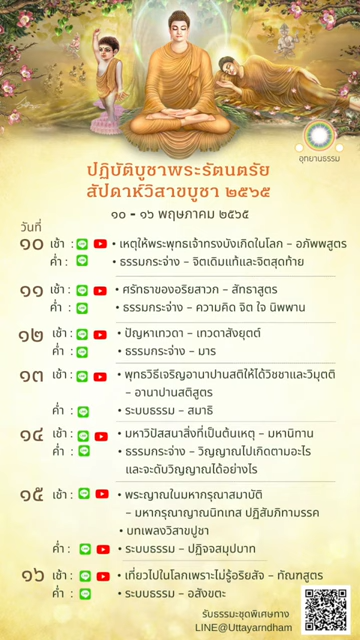 อุทยานธรรม
ปฏิบัติบูชาพระรัตนตรัย
สัปดาห์วิสาขบูชา ๒๕๖๕
๑๐ - ๑๖ พฤษภาคม ๒๕๖๕
วันที่
๑๐ เช้า : • เหตุให้พระพุทธเจ้าทรงบังเกิดในโลก – อภัพพสูตร
ค่ำ : • ธรรมกระจ่าง – จิตเดิมแท้และจิตสุดท้าย
๑๑ เช้า : • ศรัทธาของอริยสาวก – สัทธาสูตร
ค่ำ : • ธรรมกระจ่าง – ความคิด จิต ใจ นิพพาน
๑๒ เช้า : • ปัญหาเทวดา – เทวดาสังยุตต์
ค่ำ : • ธรรมกระจ่าง – มาร
๑๓ เช้า : • พุทธวิธีเจริญอานาปานสติให้ได้วิชชาและวิมุตติ
– อานาปานสติสูตร
ค่ำ : • ระบบธรรม – สมาธิ
๑๔ เช้า : • มหาวิปัสสนาสิ่งที่เป็นต้นเหตุ – มหานิทาน
ค่ำ : • ธรรมกระจ่าง – วิญญาณไปเกิดตามอะไร
และจะดับวิญญาณได้อย่างไร
๑๕ เช้า : • พระญาณในมหากรุณาสมาบัติ
– มหากรุณาญาณนิทเทส ปฏิสัมภิทามรรค
• บทเพลงวิสาขปูชา
ค่ำ : • ระบบธรรม – ปฏิจจสมุปบาท
๑๖ เช้า : • เที่ยวไปในโลกเพราะไม่รู้อริยสัจ – ทัณฑสูตร
ค่ำ : • ระบบธรรม – อสังขตะ
รับธรรมะชุดพิเศษทาง
LINE@Uttayarndham